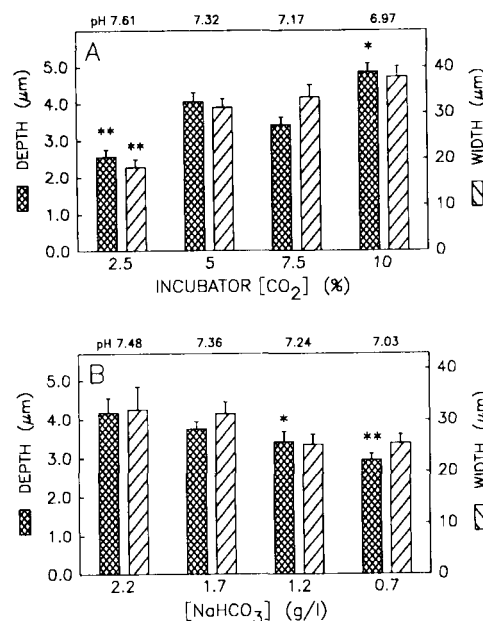 pH 7.61 7.32 7.17 6.97
A
DEPTH (μm)
5.0
4.0
3.0
2.0
1.0
0.0
** ** *
40
30
20
10
0
WIDTH (μm)
2.5 5 7.5 10
INCUBATOR [CO₂] (%)
pH 7.48 7.36 7.24 7.03
B
DEPTH (μm)
5.0
4.0
3.0
2.0
1.0
0.0
* **
40
30
20
10
0
WIDTH (μm)
2.2 1.7 1.2 0.7
[NaHCO₃] (g/l)